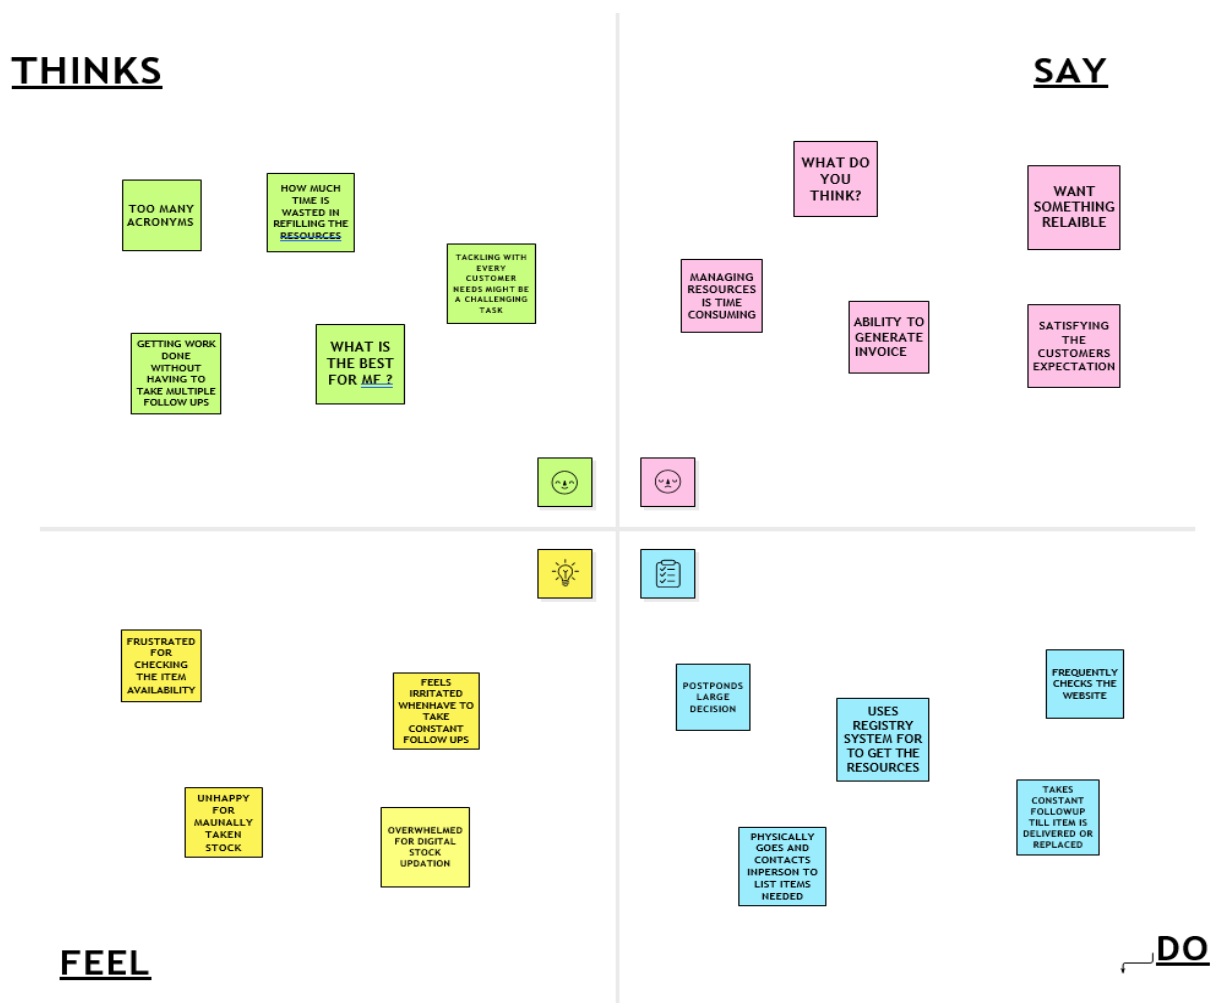 THINKS
TOO MANY
ACRONYMS
HOW MUCH
TIME IS
WASTED IN
REFILLING THE
RESOURCES
TACKLING WITH
EVERY
CUSTOMER
NEEDS MIGHT BE
A CHALLENGING
TASK
GETTING WORK
DONE
WITHOUT
HAVING TO
TAKE MULTIPLE
FOLLOW UPS
WHAT IS
THE BEST
FOR ME ?
SAY
WHAT DO
YOU
THINK?
WANT
SOMETHING
RELAIBLE
MANAGING
RESOURCES
IS TIME
CONSUMING
ABILITY TO
GENERATE
INVOICE
SATISFYING
THE
CUSTOMERS
EXPECTATION
FRUSTRATED
FOR
CHECKING
THE ITEM
AVAILABILITY
FEELS
IRRITATED
WHENHAVE TO
TAKE
CONSTANT
FOLLOW UPS
UNHAPPY
FOR
MAUNALLY
TAKEN
STOCK
OVERWHELMED
FOR DIGITAL
STOCK
UPDATION
FEEL
POSTPONDS
LARGE
DECISION
USES
REGISTRY
SYSTEM FOR
TO GET THE
RESOURCES
FREQUENTLY
CHECKS THE
WEBSITE
PHYSICALLY
GOES AND
CONTACTS
INPERSON TO
LIST ITEMS
NEEDED
TAKES
CONSTANT
FOLLOWUP
TILL ITEM IS
DELIVERED OR
REPLACED
DO